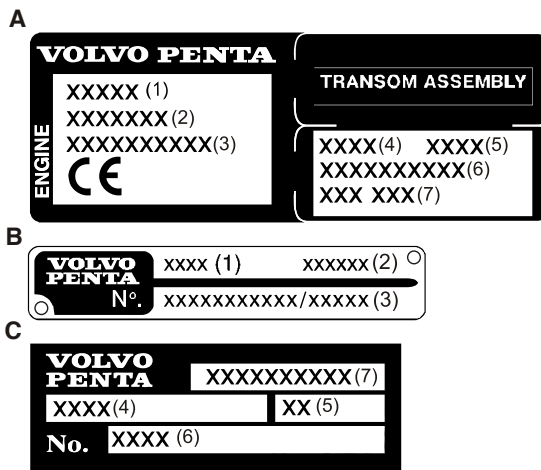 A
VOLVO PENTA
ENGINE
XXXXX (1)
XXXXXXX (2)
XXXXXXXXXX(3)
CE
TRANSOM ASSEMBLY
XXXX(4) XXXX(5)
XXXXXXXXXX(6)
XXX XXX(7)
B
VOLVO
PENTA
Nº.
xxxx (1) xxxxxx (2)
xxxxxxxxxxx/xxxxx (3)
C
VOLVO
PENTA
XXXXXXXXXX(7)
XXXX(4) XX (5)
No. XXXX (6)